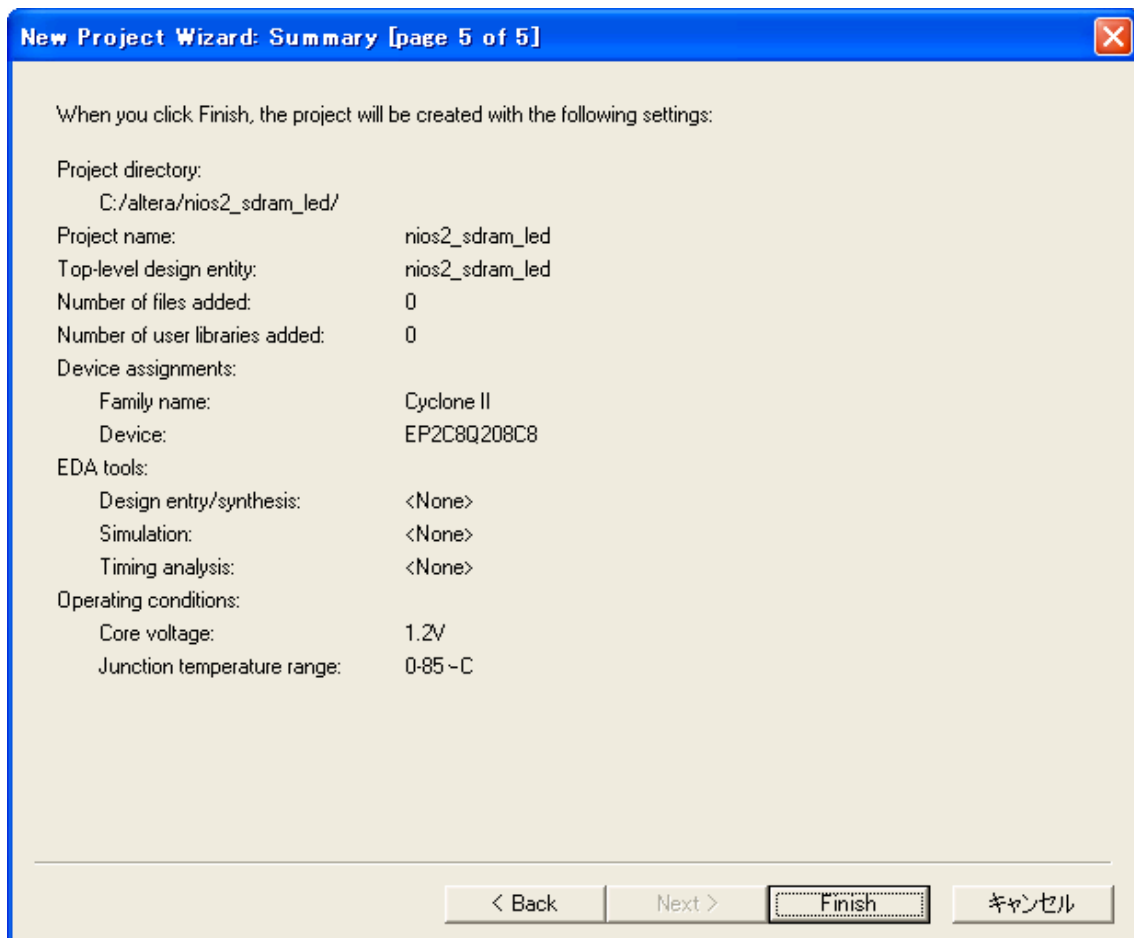 New Project Wizard: Summary [page 5 of 5]
When you click Finish, the project will be created with the following settings:
Project directory:
C:/altera/nios2_sdram_led/
Project name: nios2_sdram_led
Top-level design entity: nios2_sdram_led
Number of files added: 0
Number of user libraries added: 0
Device assignments:
Family name: Cyclone II
Device: EP2C8Q208C8
EDA tools:
Design entry/synthesis: <None>
Simulation: <None>
Timing analysis: <None>
Operating conditions:
Core voltage: 1.2V
Junction temperature range: 0-85 ~C
< Back Next > Finish キャンセル